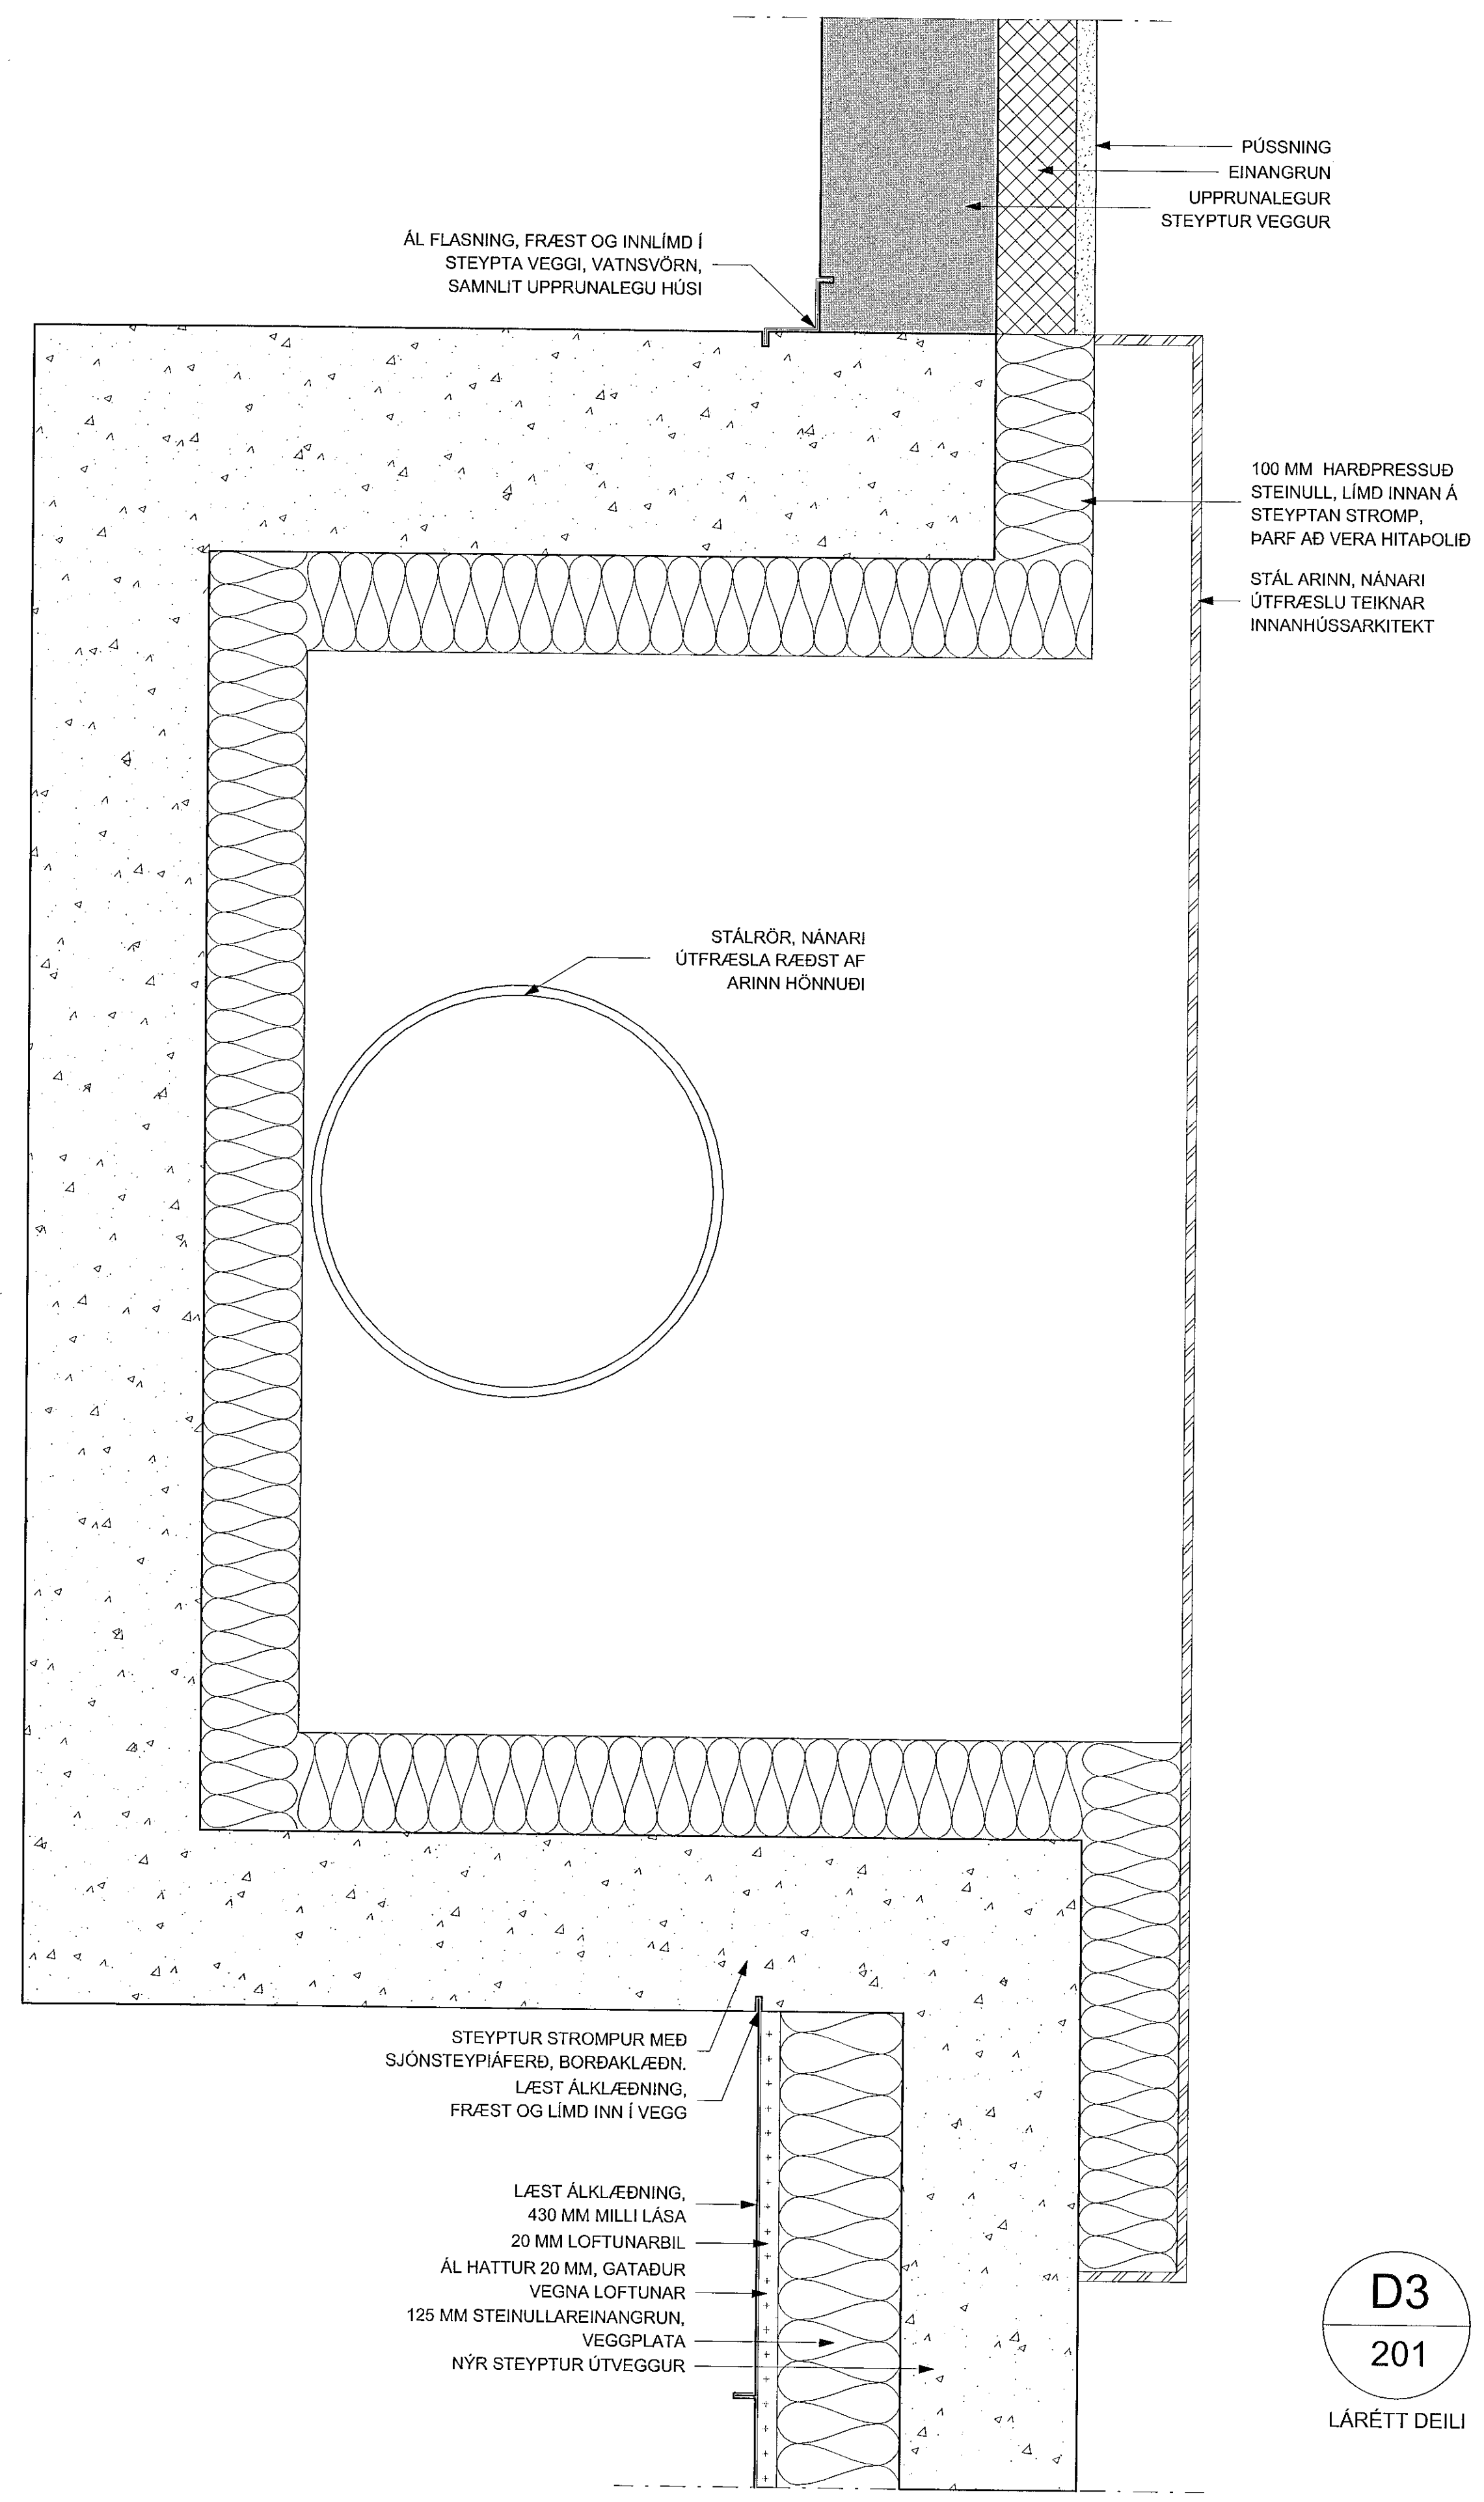 PÚSSNING
EINANGRUN
UPPRUNALEGUR
STEYPTUR VEGGUR
ÁL FLASNING, FRÆST OG INNLÍMD Í
STEYPTA VEGGI, VATNSVÖRN,
SAMNLIT UPPRUNALEGU HÚSI
100 MM HARÐPRESSUÐ
STEINULL, LÍMD INNAN Á
STEYPTAN STROMP,
ÞARF AÐ VERA HITAÞOLIÐ
STÁL ARINN, NÁNARI
ÚTFRÆSLU TEIKNAR
INNANHÚSSARKITEKT
STÁLRÖR, NÁNARI
ÚTFRÆSLA RÆÐST AF
ARINN HÖNNUÐI
STEYPTUR STROMPUR MEÐ
SJÓNSTEYPIÁFERÐ, BORÐAKLÆÐN.
LÆST ÁLKLÆÐNING,
FRÆST OG LÍMD INN Í VEGG
LÆST ÁLKLÆÐNING,
430 MM MILLI LÁSA
20 MM LOFTUNARBIL
ÁL HATTUR 20 MM, GATAÐUR
VEGNA LOFTUNAR
125 MM STEINULLAREINANGRUN,
VEGGPLATA
NÝR STEYPTUR ÚTVEGGUR
D3
201
LÁRÉTT DEILI